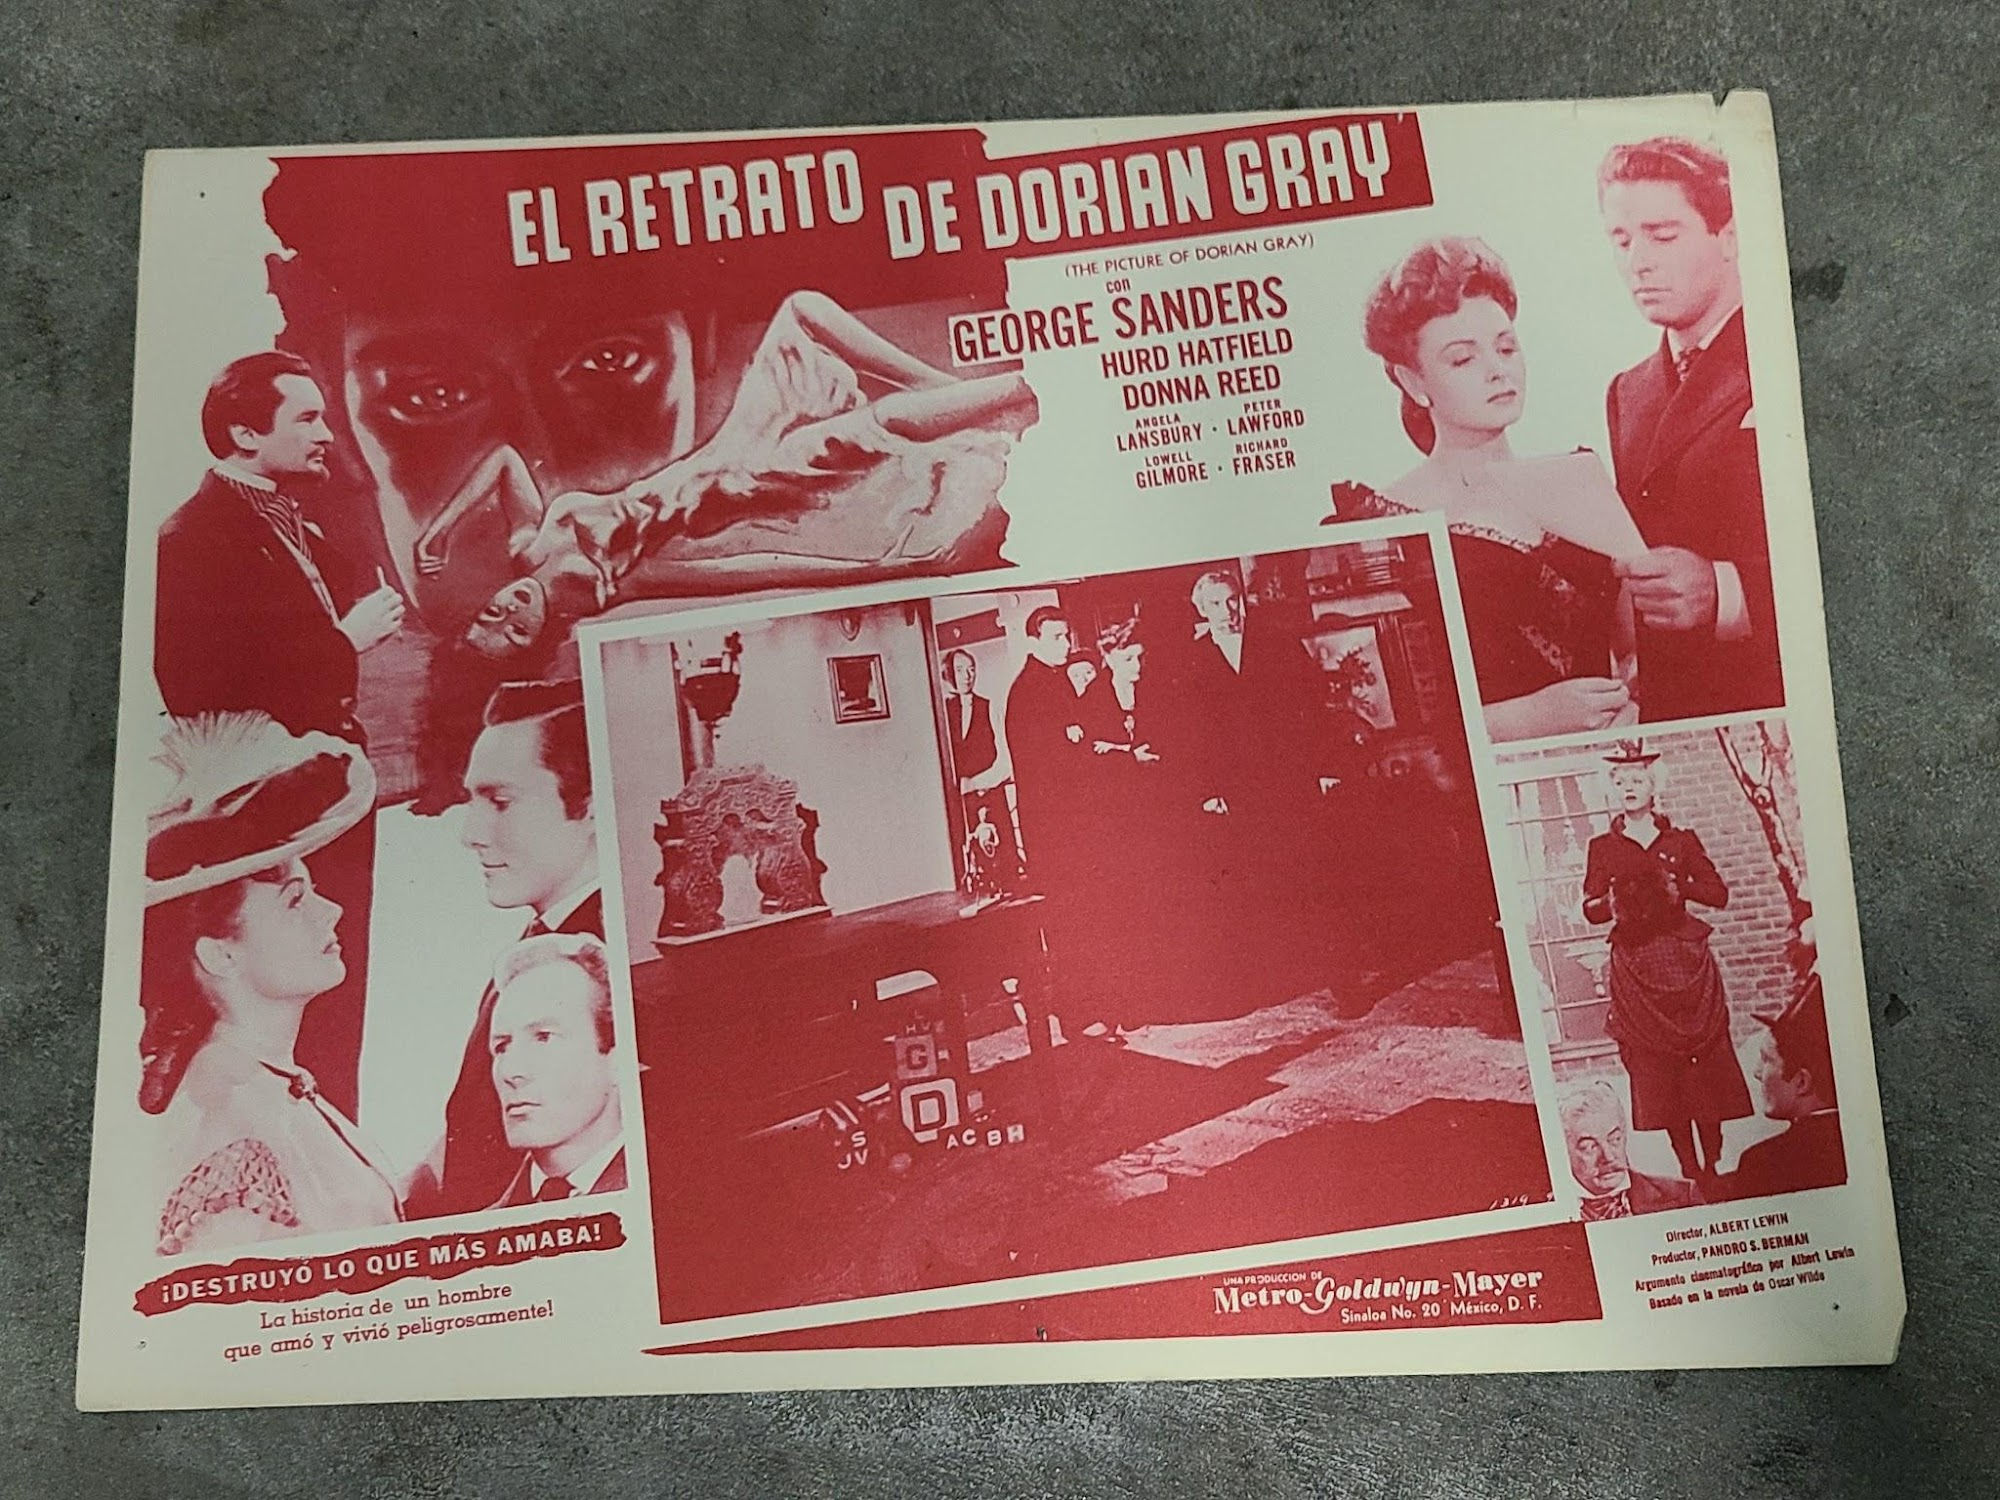 EL RETRATO DE DORIAN GRAY
(THE PICTURE OF DORIAN GRAY)
con
GEORGE SANDERS
HURD HATFIELD
DONNA REED
ANGELA LANSBURY · PETER LAWFORD
LOWELL GILMORE · RICHARD FRASER
L
HV
G
D
S
JV
A C B H
1319
¡DESTRUYÓ LO QUE MÁS AMABA!
La historia de un hombre
que amó y vivió peligrosamente!
UNA PRODUCCION DE
Metro-Goldwyn-Mayer
Sinaloa No. 20 México, D. F.
Director, ALBERT LEWIN
Productor, PANDRO S. BERMAN
Argumento cinematográfico por Albert Lewin
Basado en la novela de Oscar Wilde